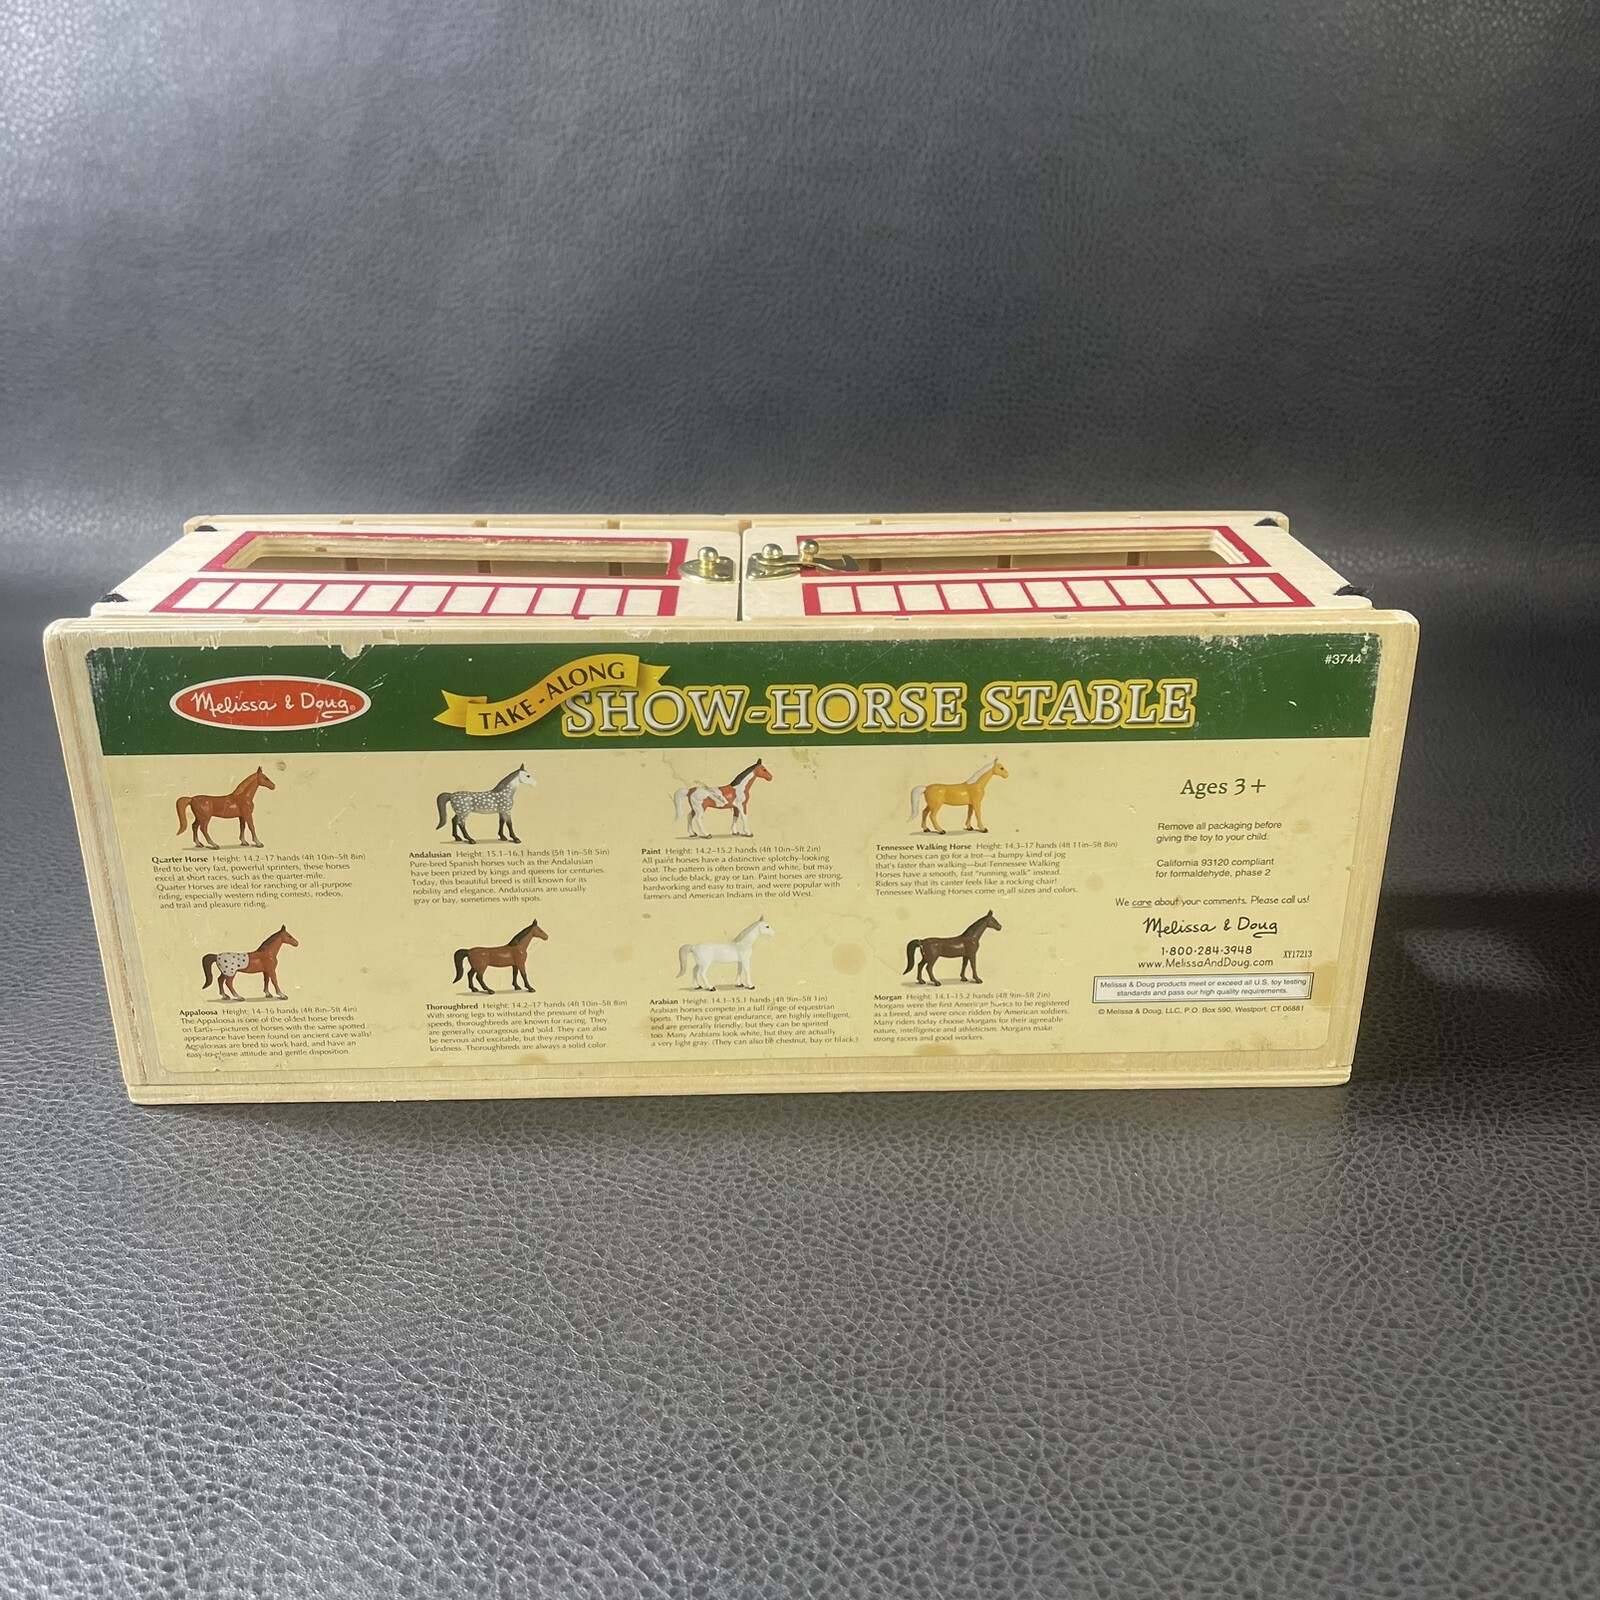 #3744
Melissa & Doug®
TAKE-ALONG
SHOW-HORSE STABLE
Quarter Horse Height: 14.2–17 hands (4ft 10in–5ft 8in)
Bred to be very fast, powerful sprinters, these horses
excel at short races, such as the quarter-mile.
Quarter Horses are ideal for ranching or all-purpose
riding, especially western riding contests, rodeos,
and trail and pleasure riding.
Andalusian Height: 15.1–16.1 hands (5ft 1in–5ft 5in)
Pure-bred Spanish horses such as the Andalusian
have been prized by kings and queens for centuries.
Today, this beautiful breed is still known for its
nobility and elegance. Andalusians are usually
gray or bay, sometimes with spots.
Paint Height: 14.2–15.2 hands (4ft 10in–5ft 2in)
All paint horses have a distinctive splotchy-looking
coat. The pattern is often brown and white, but may
also include black, gray or tan. Paint horses are strong,
hardworking and easy to train, and were popular with
farmers and American Indians in the old West.
Tennessee Walking Horse Height: 14.3–17 hands (4ft 11in–5ft 8in)
Other horses can go for a trot—a bumpy kind of jog
that's faster than walking—but Tennessee Walking
Horses have a smooth, fast "running walk" instead.
Riders say that its canter feels like a rocking chair!
Tennessee Walking Horses come in all sizes and colors.
Appaloosa Height: 14–16 hands (4ft 8in–5ft 4in)
The Appaloosa is one of the oldest horse breeds
on Earth—pictures of horses with the same spotted
appearance have been found on ancient cave walls!
Appaloosas are bred to work hard, and have an
easy-to-please attitude and gentle disposition.
Thoroughbred Height: 14.2–17 hands (4ft 10in–5ft 8in)
With strong legs to withstand the pressure of high
speeds, thoroughbreds are known for racing. They
are generally courageous and bold. They can also
be nervous and excitable, but they respond to
kindness. Thoroughbreds are always a solid color.
Arabian Height: 14.1–15.1 hands (4ft 9in–5ft 1in)
Arabian horses compete in a full range of equestrian
sports. They have great endurance, are highly intelligent,
and are generally friendly, but they can be spirited
too. Many Arabians look white, but they are actually
a very light gray. (They can also be chestnut, bay or black.)
Morgan Height: 14.1–15.2 hands (4ft 9in–5ft 2in)
Morgans were the first American horses to be registered
as a breed, and were once ridden by American soldiers.
Many riders today choose Morgans for their agreeable
nature, intelligence and athleticism. Morgans make
strong racers and good workers.
Ages 3+
Remove all packaging before
giving the toy to your child.
California 93120 compliant
for formaldehyde, phase 2
We care about your comments. Please call us!
Melissa & Doug
1-800-284-3948
www.MelissaAndDoug.com
XY17213
Melissa & Doug products meet or exceed all U.S. toy testing
standards and pass our high quality requirements.
© Melissa & Doug, LLC, P.O. Box 590, Westport, CT 06881